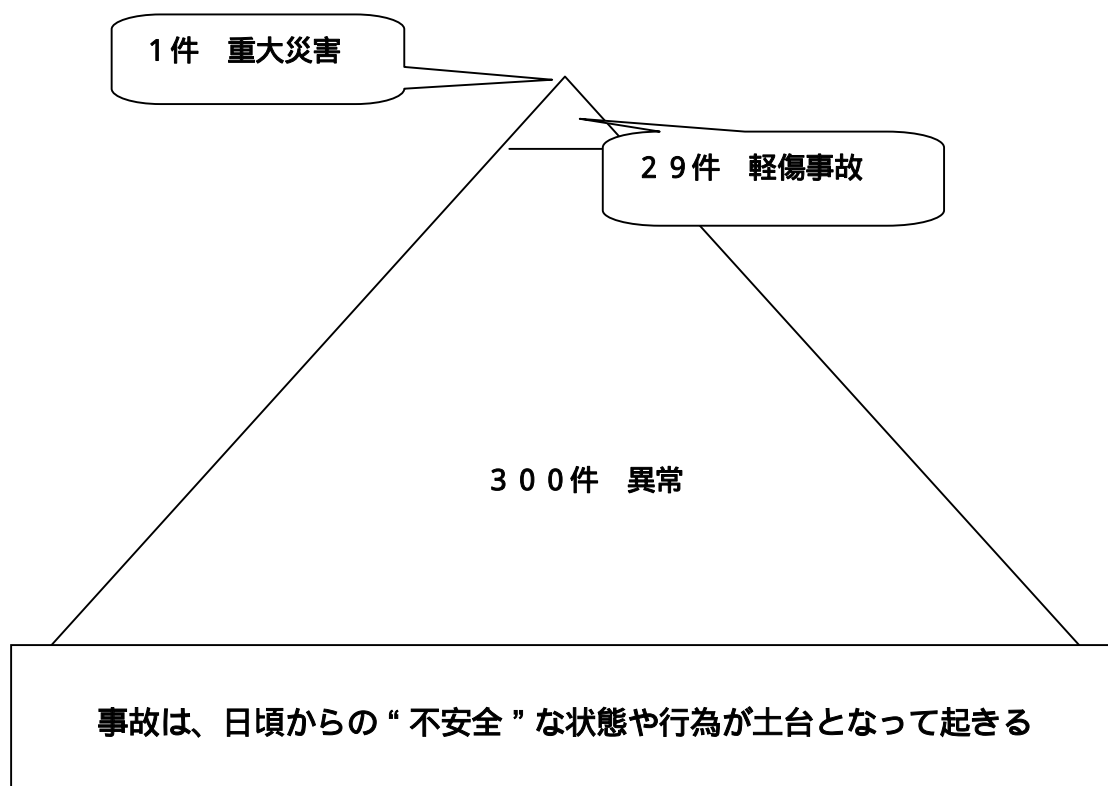 1件　重大災害
２９件　軽傷事故
３００件　異常
事故は、日頃からの“不安全”な状態や行為が土台となって起きる